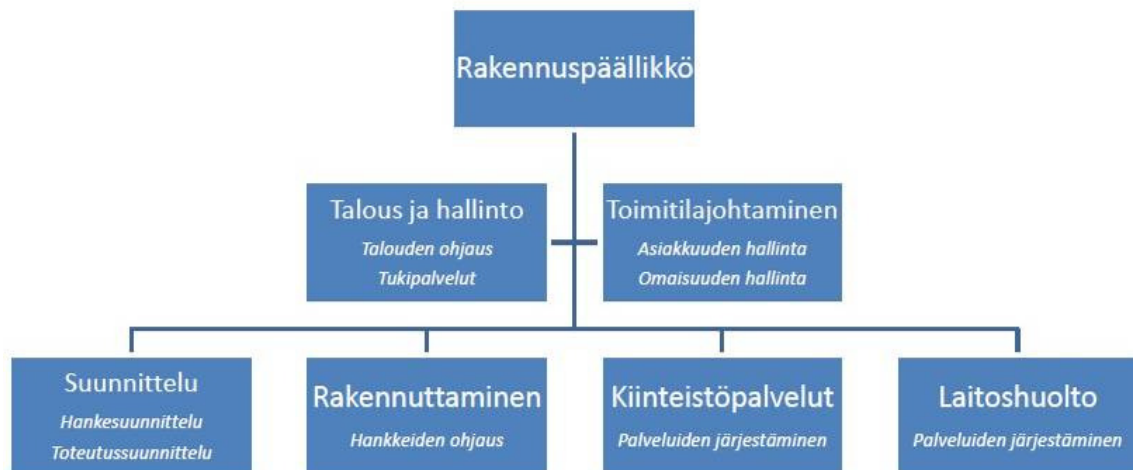 Rakennuspäällikkö
Talous ja hallinto
Talouden ohjaus
Tukipalvelut
Toimitilajohtaminen
Asiakkuuden hallinta
Omaisuuden hallinta
Suunnittelu
Hankesuunnittelu
Toteutussuunnittelu
Rakennuttaminen
Hankkeiden ohjaus
Kiinteistöpalvelut
Palveluiden järjestäminen
Laitoshuolto
Palveluiden järjestäminen